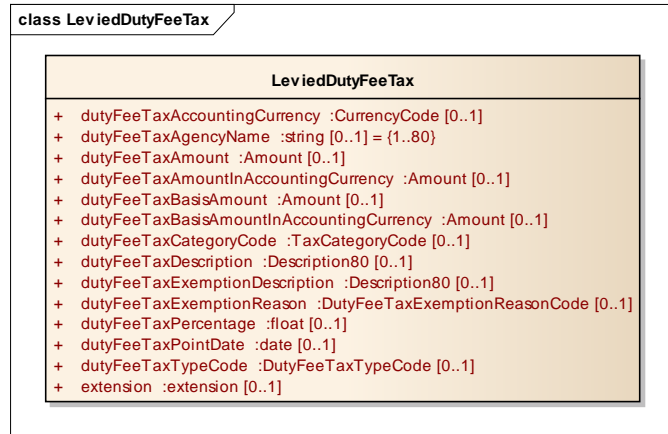 class LeviedDutyFeeTax
LeviedDutyFeeTax
+ dutyFeeTaxAccountingCurrency :CurrencyCode [0..1]
+ dutyFeeTaxAgencyName :string [0..1] = {1..80}
+ dutyFeeTaxAmount :Amount [0..1]
+ dutyFeeTaxAmountInAccountingCurrency :Amount [0..1]
+ dutyFeeTaxBasisAmount :Amount [0..1]
+ dutyFeeTaxBasisAmountInAccountingCurrency :Amount [0..1]
+ dutyFeeTaxCategoryCode :TaxCategoryCode [0..1]
+ dutyFeeTaxDescription :Description80 [0..1]
+ dutyFeeTaxExemptionDescription :Description80 [0..1]
+ dutyFeeTaxExemptionReason :DutyFeeTaxExemptionReasonCode [0..1]
+ dutyFeeTaxPercentage :float [0..1]
+ dutyFeeTaxPointDate :date [0..1]
+ dutyFeeTaxTypeCode :DutyFeeTaxTypeCode [0..1]
+ extension :extension [0..1]